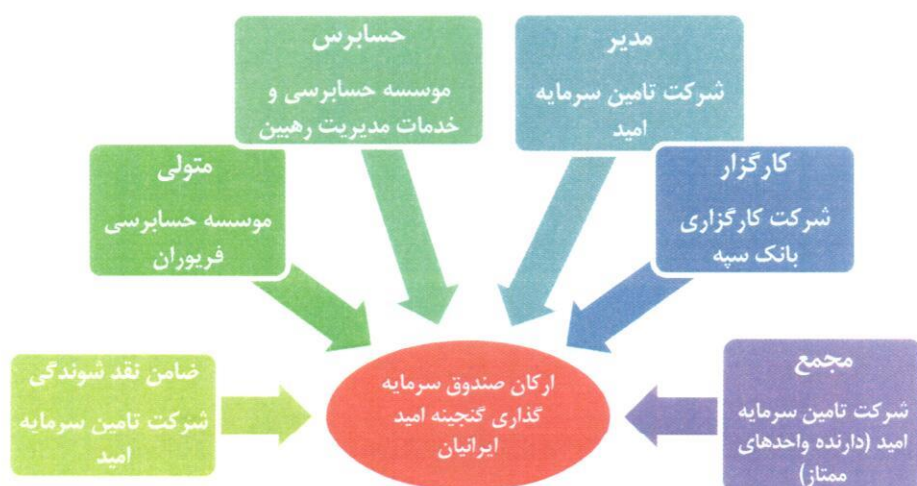 حسابرس
موسسه حسابرسی و
خدمات مدیریت رهبین
مدیر
شرکت تامین سرمایه
امید
متولی
موسسه حسابرسی
فریوران
کارگزار
شرکت کارگزاری
بانک سپه
ضامن نقد شوندگی
شرکت تامین سرمایه
امید
ارکان صندوق سرمایه
گذاری گنجینه امید
ایرانیان
مجمع
شرکت تامین سرمایه
امید (دارنده واحدهای
ممتاز)